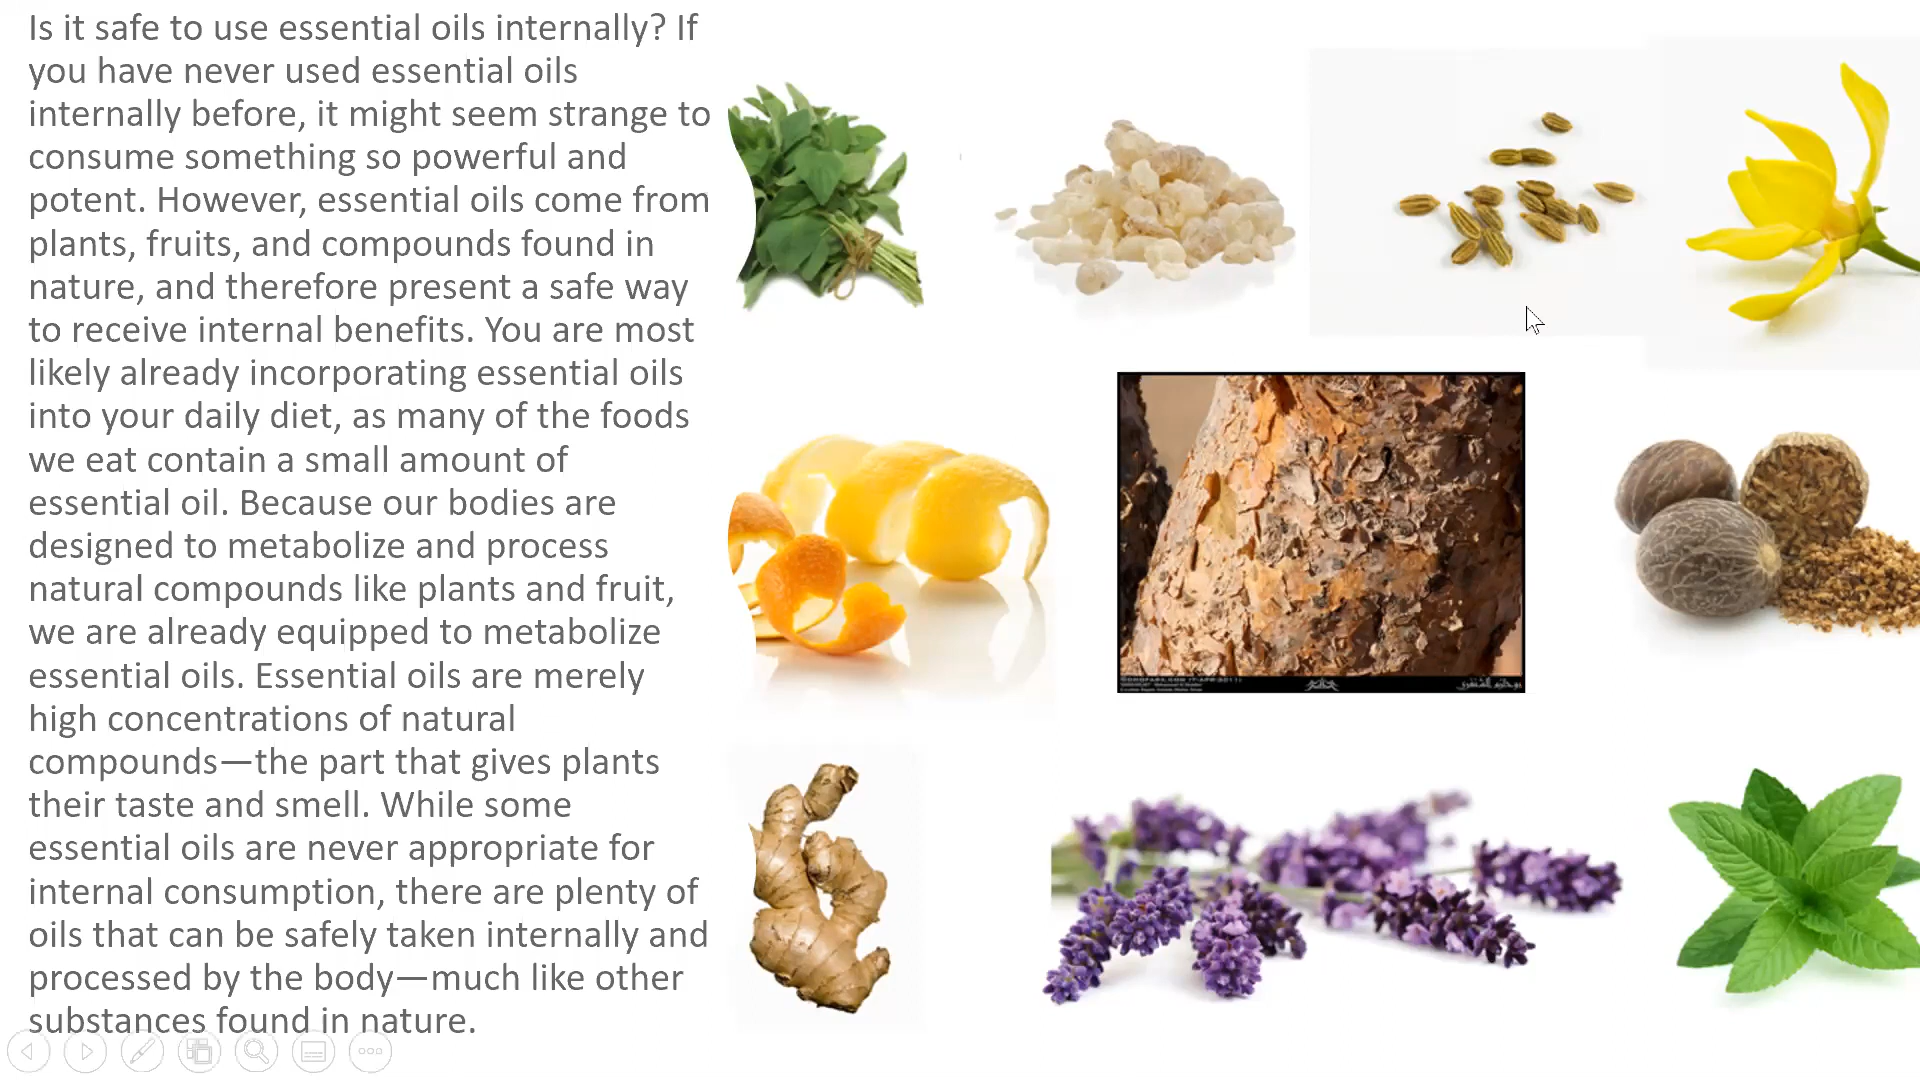 Is it safe to use essential oils internally? If
you have never used essential oils
internally before, it might seem strange to
consume something so powerful and
potent. However, essential oils come from
plants, fruits, and compounds found in
nature, and therefore present a safe way
to receive internal benefits. You are most
likely already incorporating essential oils
into your daily diet, as many of the foods
we eat contain a small amount of
essential oil. Because our bodies are
designed to metabolize and process
natural compounds like plants and fruit,
we are already equipped to metabolize
essential oils. Essential oils are merely
high concentrations of natural
compounds—the part that gives plants
their taste and smell. While some
essential oils are never appropriate for
internal consumption, there are plenty of
oils that can be safely taken internally and
processed by the body—much like other
substances found in nature.